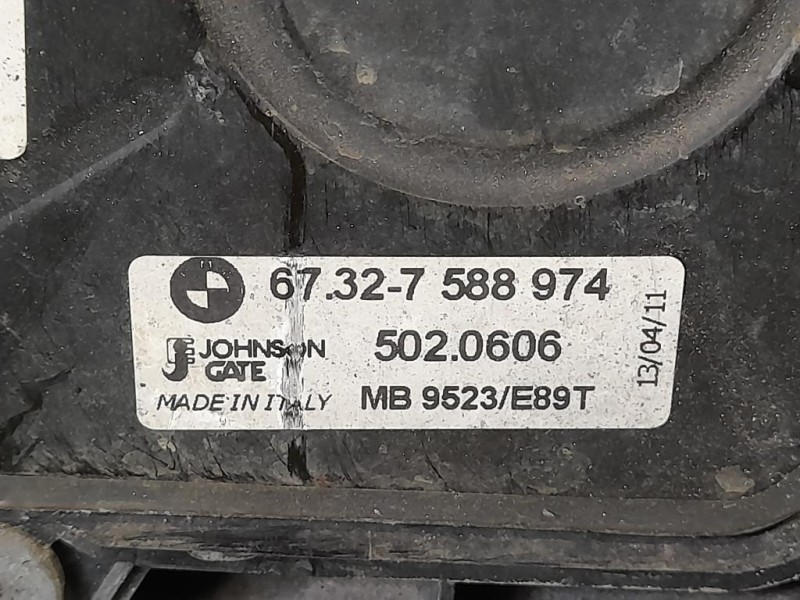 67.32-7 588 974
JOHNSON
GATE
502.0606
MADE IN ITALY
MB 9523/E89T
13/04/11